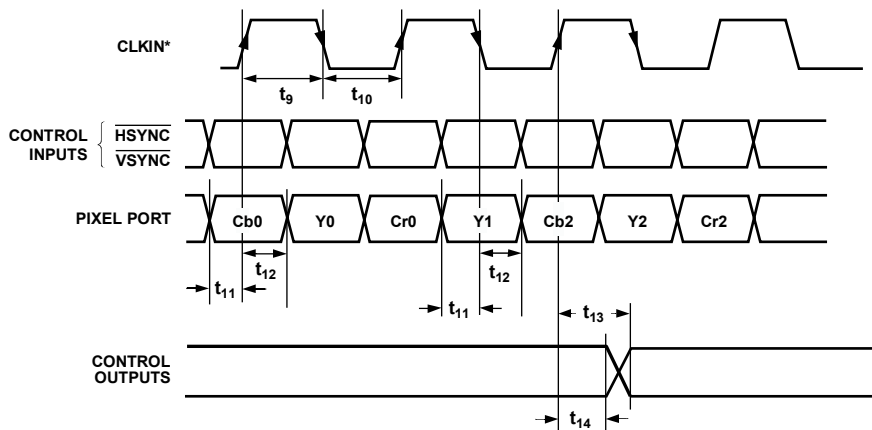 CLKIN*
t9
t10
CONTROL
INPUTS
HSYNC
VSYNC
PIXEL PORT
Cb0
Y0
Cr0
Y1
Cb2
Y2
Cr2
t12
t12
t11
t11
t13
CONTROL
OUTPUTS
t14